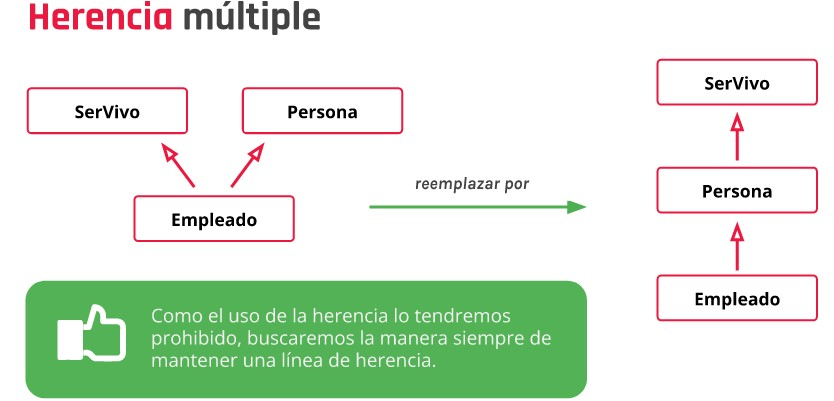 Herencia múltiple
SerVivo
Persona
Empleado
reemplazar por
SerVivo
Persona
Empleado
Como el uso de la herencia lo tendremos
prohibido, buscaremos la manera siempre de
mantener una línea de herencia.